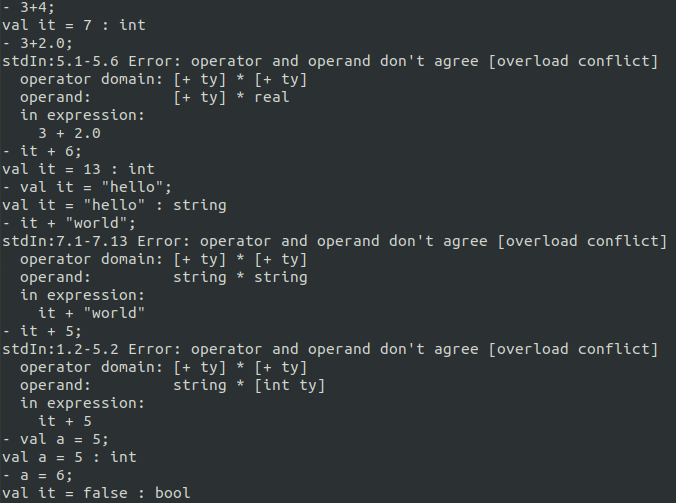 - 3+4;
val it = 7 : int
- 3+2.0;
stdIn:5.1-5.6 Error: operator and operand don't agree [overload conflict]
  operator domain: [+ ty] * [+ ty]
  operand:         [+ ty] * real
  in expression:
    3 + 2.0
- it + 6;
val it = 13 : int
- val it = "hello";
val it = "hello" : string
- it + "world";
stdIn:7.1-7.13 Error: operator and operand don't agree [overload conflict]
  operator domain: [+ ty] * [+ ty]
  operand:         string * string
  in expression:
    it + "world"
- it + 5;
stdIn:1.2-5.2 Error: operator and operand don't agree [overload conflict]
  operator domain: [+ ty] * [+ ty]
  operand:         string * [int ty]
  in expression:
    it + 5
- val a = 5;
val a = 5 : int
- a = 6;
val it = false : bool